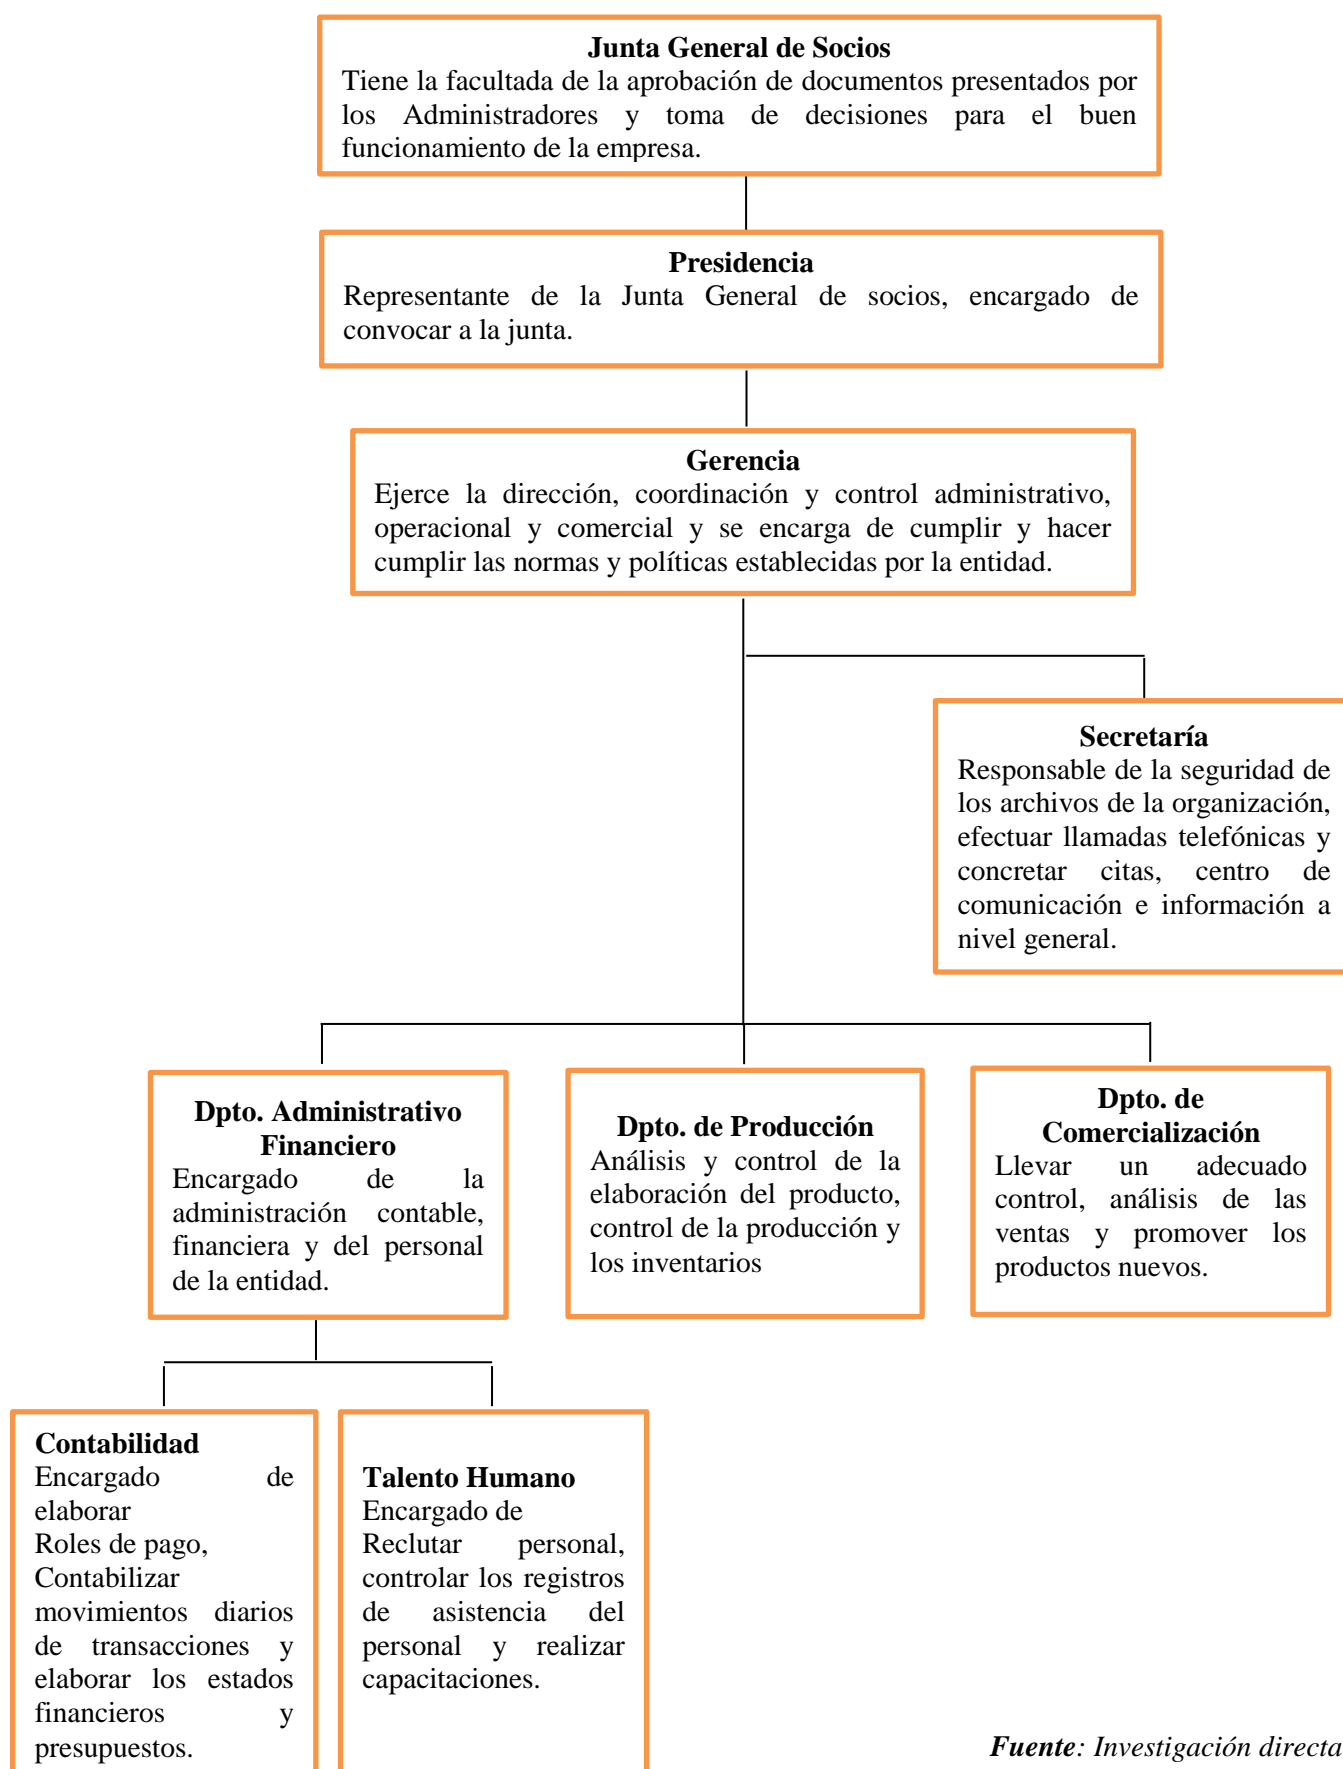 Junta General de Socios
Tiene la facultada de la aprobación de documentos presentados por
los Administradores y toma de decisiones para el buen
funcionamiento de la empresa.
Presidencia
Representante de la Junta General de socios, encargado de
convocar a la junta.
Gerencia
Ejerce la dirección, coordinación y control administrativo,
operacional y comercial y se encarga de cumplir y hacer
cumplir las normas y políticas establecidas por la entidad.
Secretaría
Responsable de la seguridad de
los archivos de la organización,
efectuar llamadas telefónicas y
concretar citas, centro de
comunicación e información a
nivel general.
Dpto. Administrativo
Financiero
Encargado de la
administración contable,
financiera y del personal
de la entidad.
Dpto. de Producción
Análisis y control de la
elaboración del producto,
control de la producción y
los inventarios
Dpto. de
Comercialización
Llevar un adecuado
control, análisis de las
ventas y promover los
productos nuevos.
Contabilidad
Encargado de
elaborar
Roles de pago,
Contabilizar
movimientos diarios
de transacciones y
elaborar los estados
financieros y
presupuestos.
Talento Humano
Encargado de
Reclutar personal,
controlar los registros
de asistencia del
personal y realizar
capacitaciones.
Fuente: Investigación directa